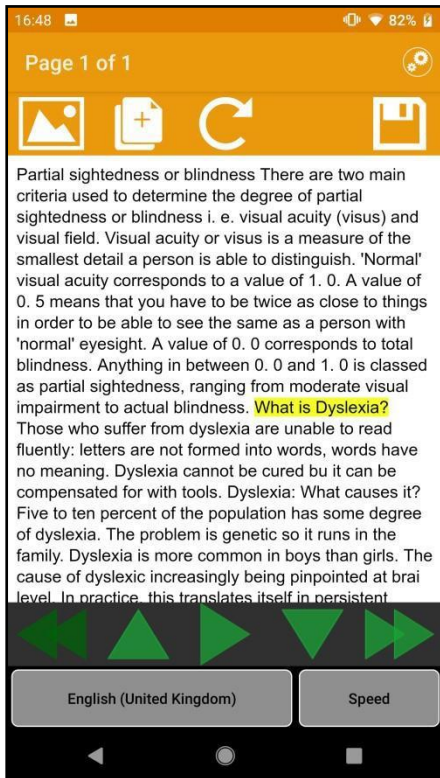 16:48
82%
Page 1 of 1
Partial sightedness or blindness There are two main
criteria used to determine the degree of partial
sightedness or blindness i. e. visual acuity (visus) and
visual field. Visual acuity or visus is a measure of the
smallest detail a person is able to distinguish. 'Normal'
visual acuity corresponds to a value of 1. 0. A value of
0. 5 means that you have to be twice as close to things
in order to be able to see the same as a person with
'normal' eyesight. A value of 0. 0 corresponds to total
blindness. Anything in between 0. 0 and 1. 0 is classed
as partial sightedness, ranging from moderate visual
impairment to actual blindness. What is Dyslexia?
Those who suffer from dyslexia are unable to read
fluently: letters are not formed into words, words have
no meaning. Dyslexia cannot be cured bu it can be
compensated for with tools. Dyslexia: What causes it?
Five to ten percent of the population has some degree
of dyslexia. The problem is genetic so it runs in the
family. Dyslexia is more common in boys than girls. The
cause of dyslexic increasingly being pinpointed at brai
level. In practice, this translates itself in persistent
English (United Kingdom)
Speed